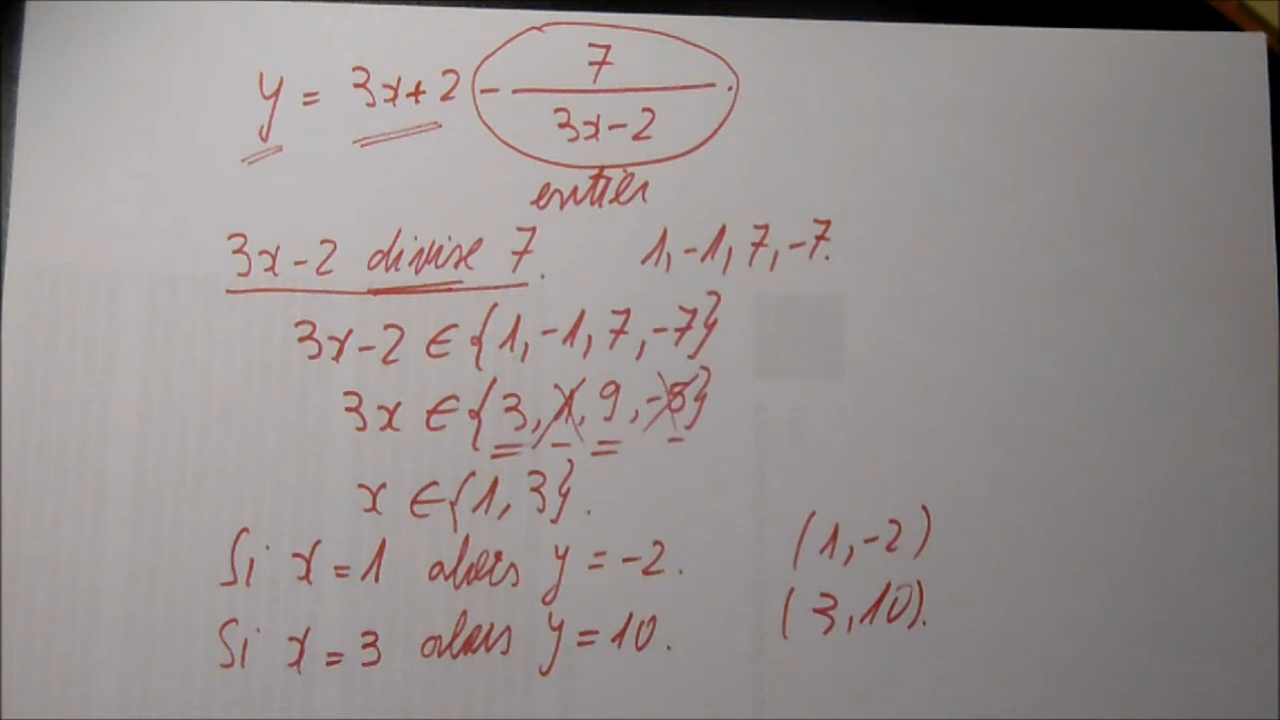 y = 3x+2 - 7/(3x-2).
entier
3x-2 divise 7. 1, -1, 7, -7.
3x-2 ∈ {1, -1, 7, -7}
3x ∈ {3, 1, 9, -5}
x ∈ {1, 3}.
Si x = 1 alors y = -2. (1, -2)
Si x = 3 alors y = 10. (3, 10).